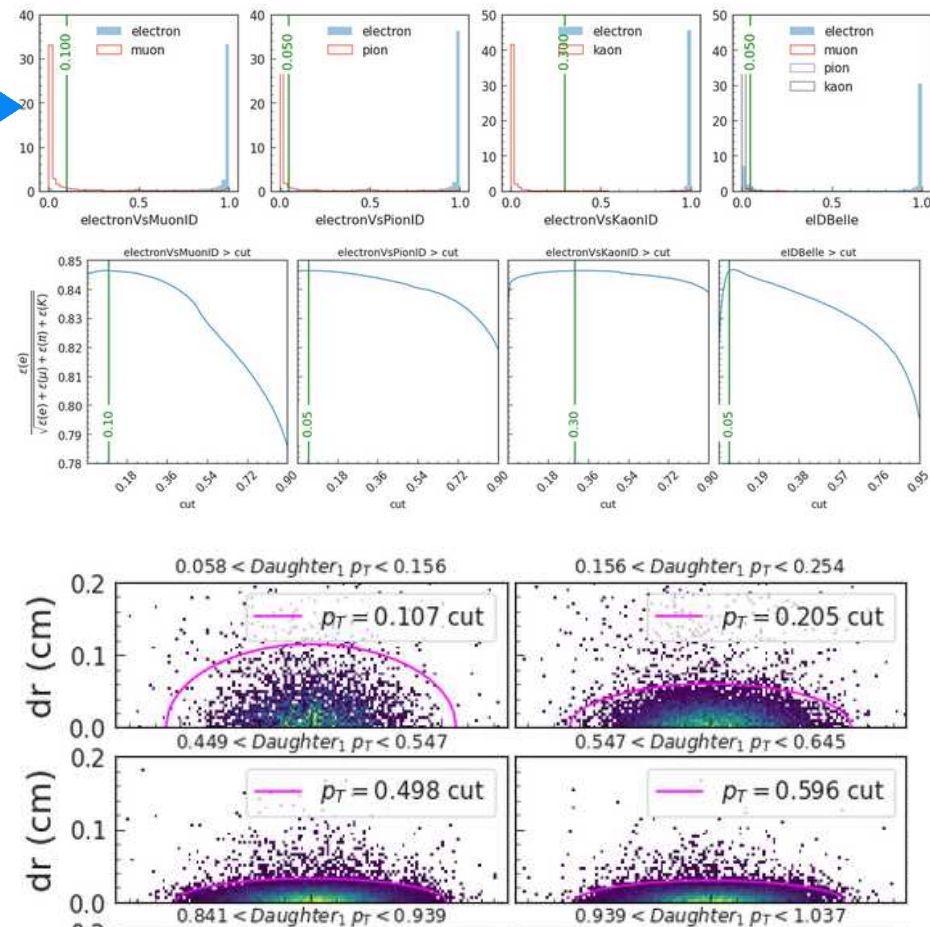 40
30
20
10
0
0.100
electron
muon
0.0
0.5
1.0
electronVsMuonID
40
30
20
10
0
0.050
electron
pion
0.0
0.5
1.0
electronVsPionID
50
40
30
20
10
0
0.300
electron
kaon
0.0
0.5
1.0
electronVsKaonID
50
40
30
20
10
0
0.050
electron
muon
pion
kaon
0.0
0.5
1.0
eIDBelle
electronVsMuonID > cut
electronVsPionID > cut
electronVsKaonID > cut
eIDBelle > cut
ε(e)
√ε(e) + ε(μ) + ε(π) + ε(K)
0.85
0.84
0.83
0.82
0.81
0.80
0.79
0.78
0.10
0.05
0.30
0.05
0.18 0.36 0.54 0.72 0.90
0.18 0.36 0.54 0.72 0.90
0.18 0.36 0.54 0.72 0.90
0.19 0.38 0.57 0.76 0.95
cut
cut
cut
cut
0.058 < Daughter₁ p_T < 0.156
0.156 < Daughter₁ p_T < 0.254
dr (cm)
0.2
0.1
0.0
p_T = 0.107 cut
p_T = 0.205 cut
0.449 < Daughter₁ p_T < 0.547
0.547 < Daughter₁ p_T < 0.645
dr (cm)
0.2
0.1
0.0
p_T = 0.498 cut
p_T = 0.596 cut
0.841 < Daughter₁ p_T < 0.939
0.939 < Daughter₁ p_T < 1.037